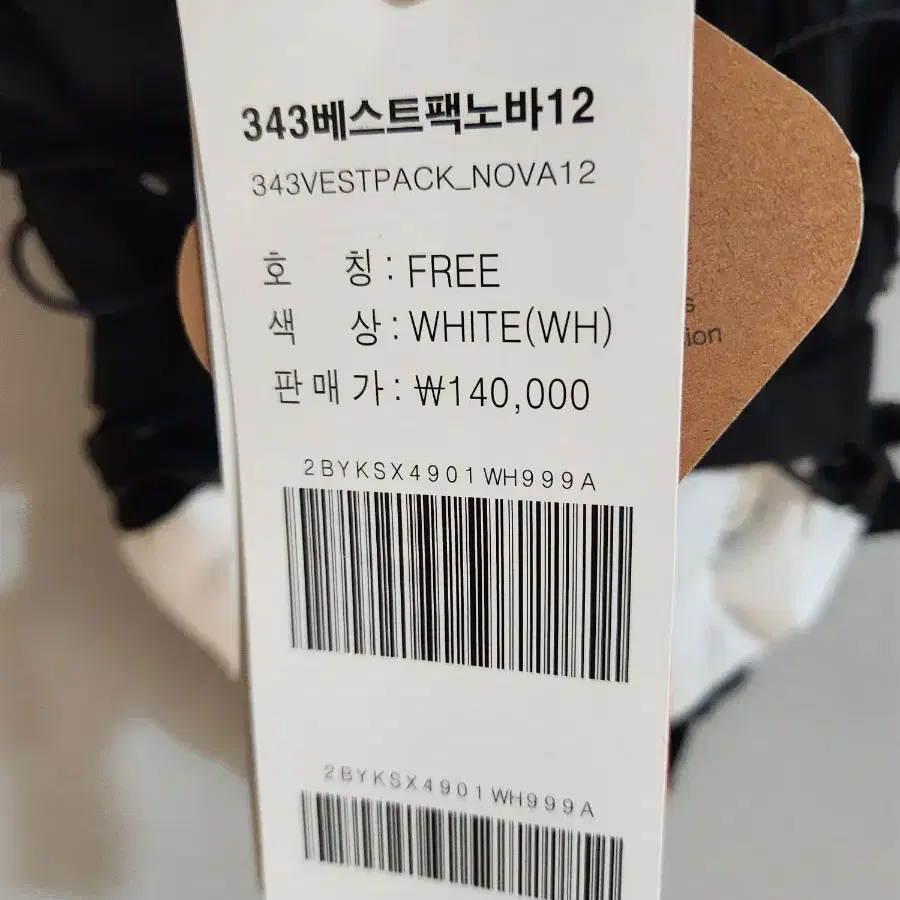 343베스트팩노바12
343VESTPACK_NOVA12
호 칭 : FREE
색 상 : WHITE(WH)
판 매 가 : ₩140,000
2BYKSX4901WH999A
2BYKSX4901WH999A